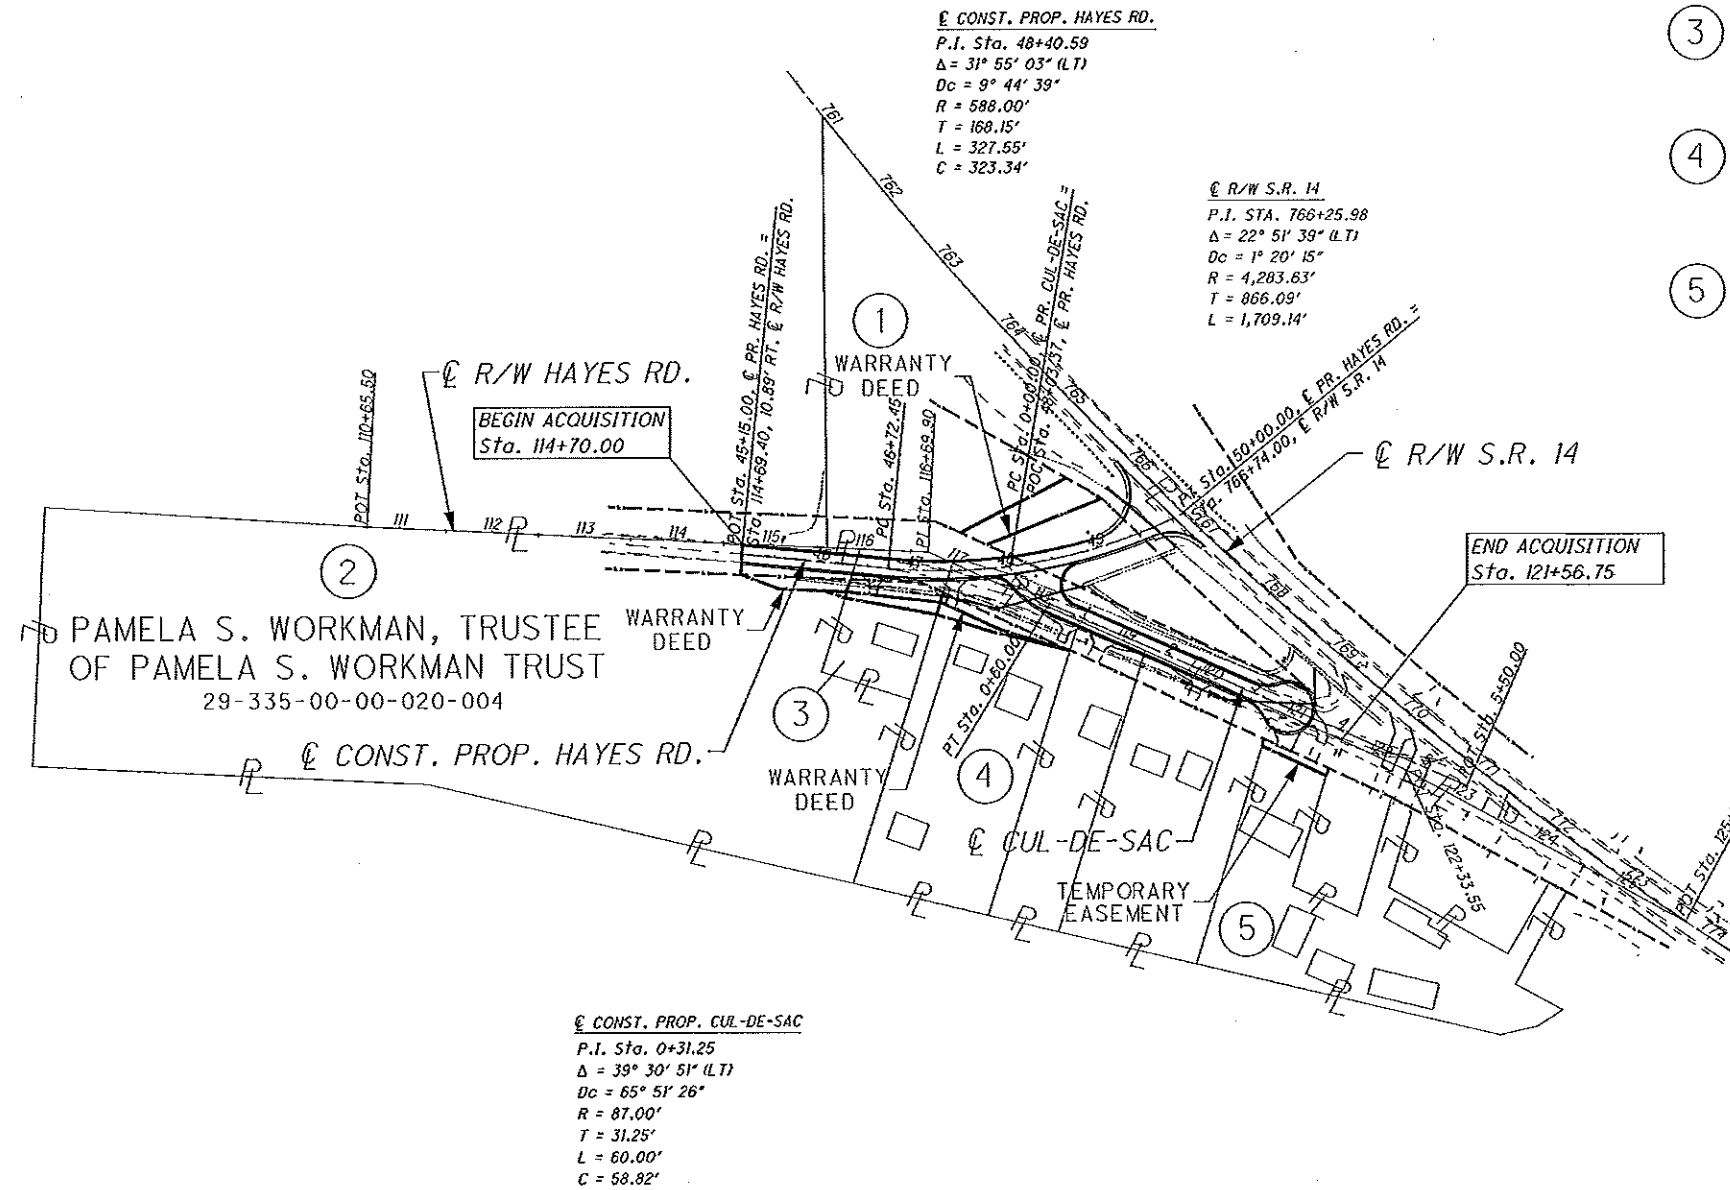 ℄ CONST. PROP. HAYES RD.
P.I. Sta. 48+40.59
Δ = 31° 55' 03" (LT)
Dc = 9° 44' 39"
R = 588.00'
T = 168.15'
L = 327.55'
C = 323.34'
3
4
5
℄ R/W S.R. 14
P.I. STA. 766+25.98
Δ = 22° 51' 39" (LT)
Dc = 1° 20' 15"
R = 4,283.63'
T = 866.09'
L = 1,709.14'
761
762
763
764
765
766
768
769
770
771
772
773
774
1
WARRANTY
DEED
℄ R/W HAYES RD.
BEGIN ACQUISITION
Sta. 114+70.00
POT Sta. 110+65.50
POT Sta. 45+15.00, ℄ PR. HAYES RD. =
Sta. 114+69.40, 10.89' RT. ℄ R/W HAYES RD.
PC Sta. 46+72.45
PI Sta. 116+69.90
PC Sta. 0+00.00, ℄ PR. CUL-DE-SAC =
℄ PR. HAYES RD.
PT Sta. 50+00.00, ℄ PR. HAYES RD. =
Sta. 766+74.00, ℄ R/W S.R. 14
℄ R/W S.R. 14
END ACQUISITION
Sta. 121+56.75
111
112
113
114
115
116
117
2
PAMELA S. WORKMAN, TRUSTEE
OF PAMELA S. WORKMAN TRUST
29-335-00-00-020-004
WARRANTY
DEED
℄ CONST. PROP. HAYES RD.
3
WARRANTY
DEED
PT Sta. 0+60.00
4
℄ CUL-DE-SAC
TEMPORARY
EASEMENT
5
5+50.00
122+33.55
POT Sta. 125+
℄ CONST. PROP. CUL-DE-SAC
P.I. Sta. 0+31.25
Δ = 39° 30' 51" (LT)
Dc = 65° 51' 26"
R = 87.00'
T = 31.25'
L = 60.00'
C = 58.82'